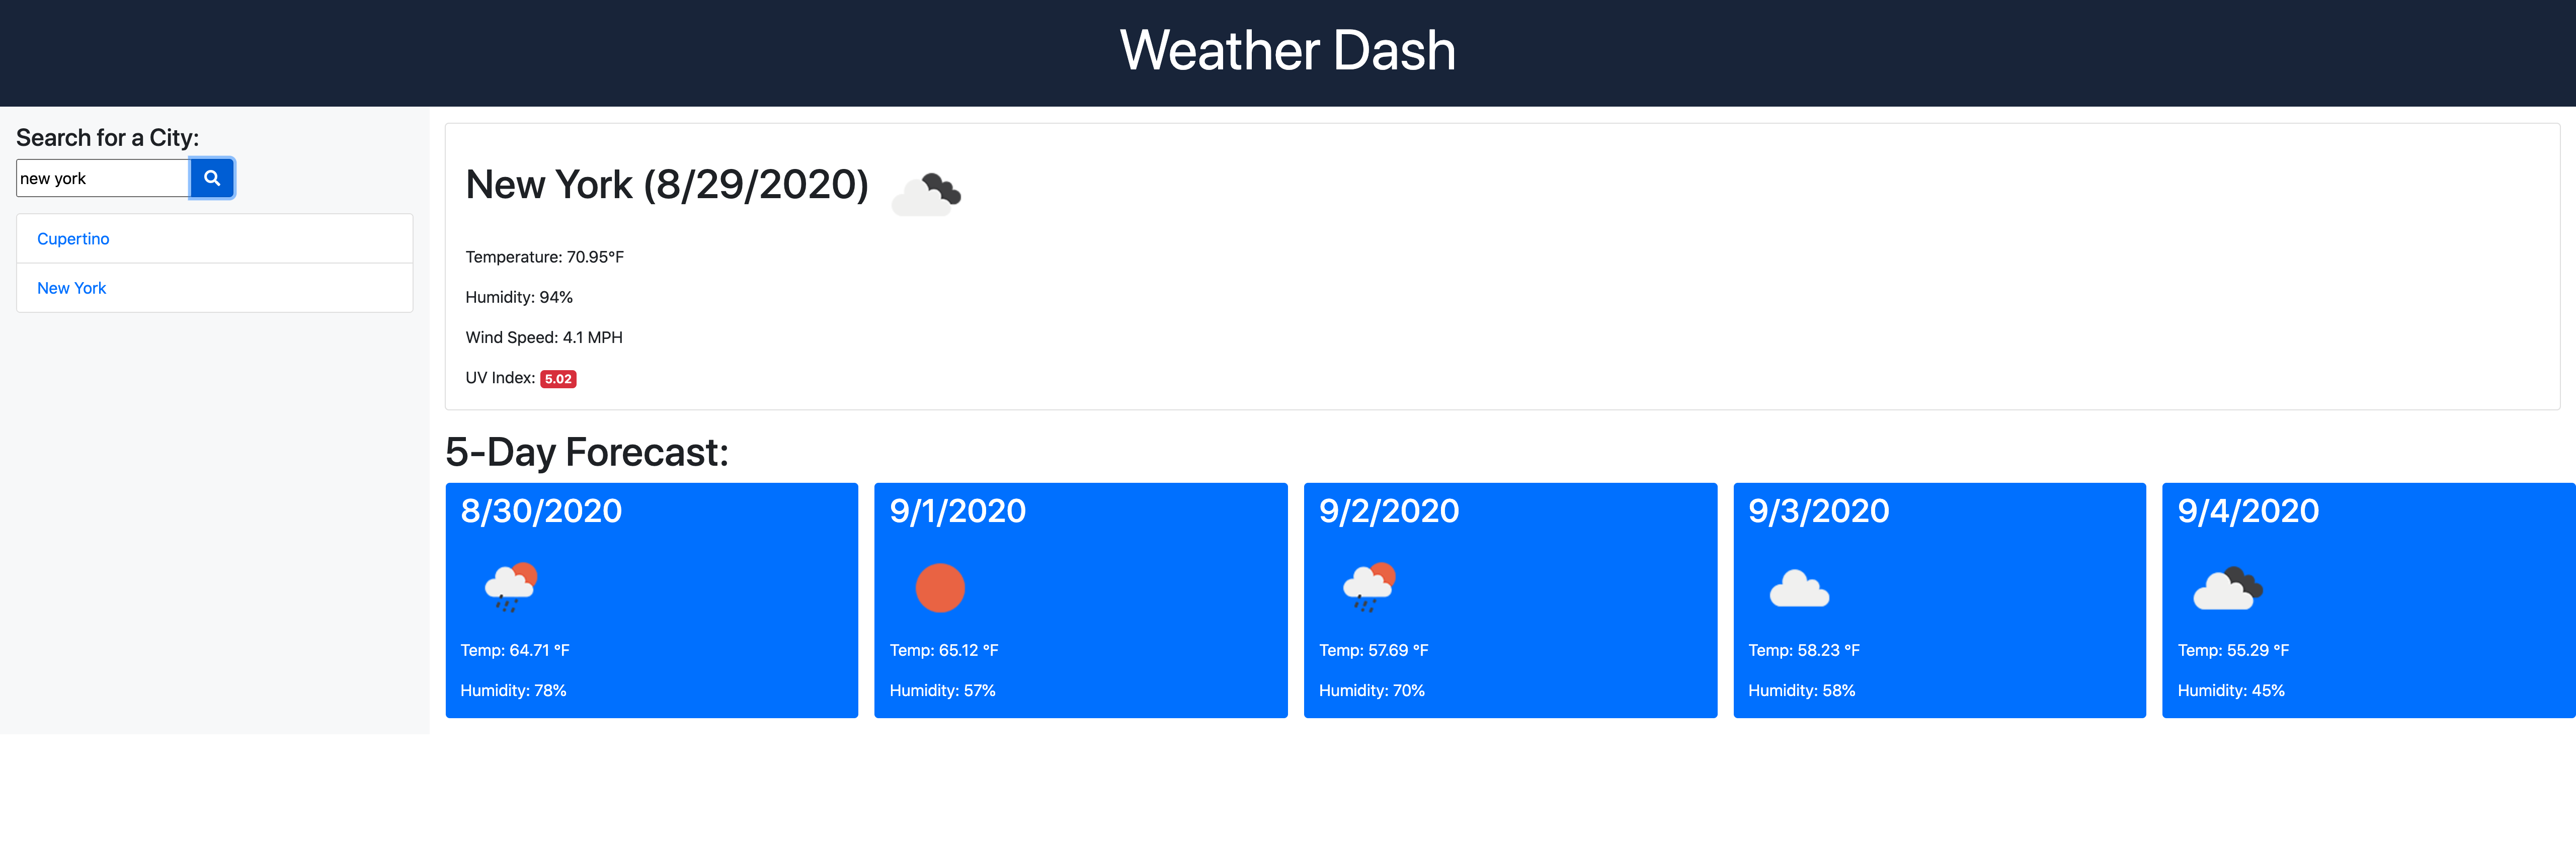 Weather Dash
Search for a City:
new york
Cupertino
New York
New York (8/29/2020)
Temperature: 70.95°F
Humidity: 94%
Wind Speed: 4.1 MPH
UV Index: 5.02
5-Day Forecast:
8/30/2020
Temp: 64.71 °F
Humidity: 78%
9/1/2020
Temp: 65.12 °F
Humidity: 57%
9/2/2020
Temp: 57.69 °F
Humidity: 70%
9/3/2020
Temp: 58.23 °F
Humidity: 58%
9/4/2020
Temp: 55.29 °F
Humidity: 45%